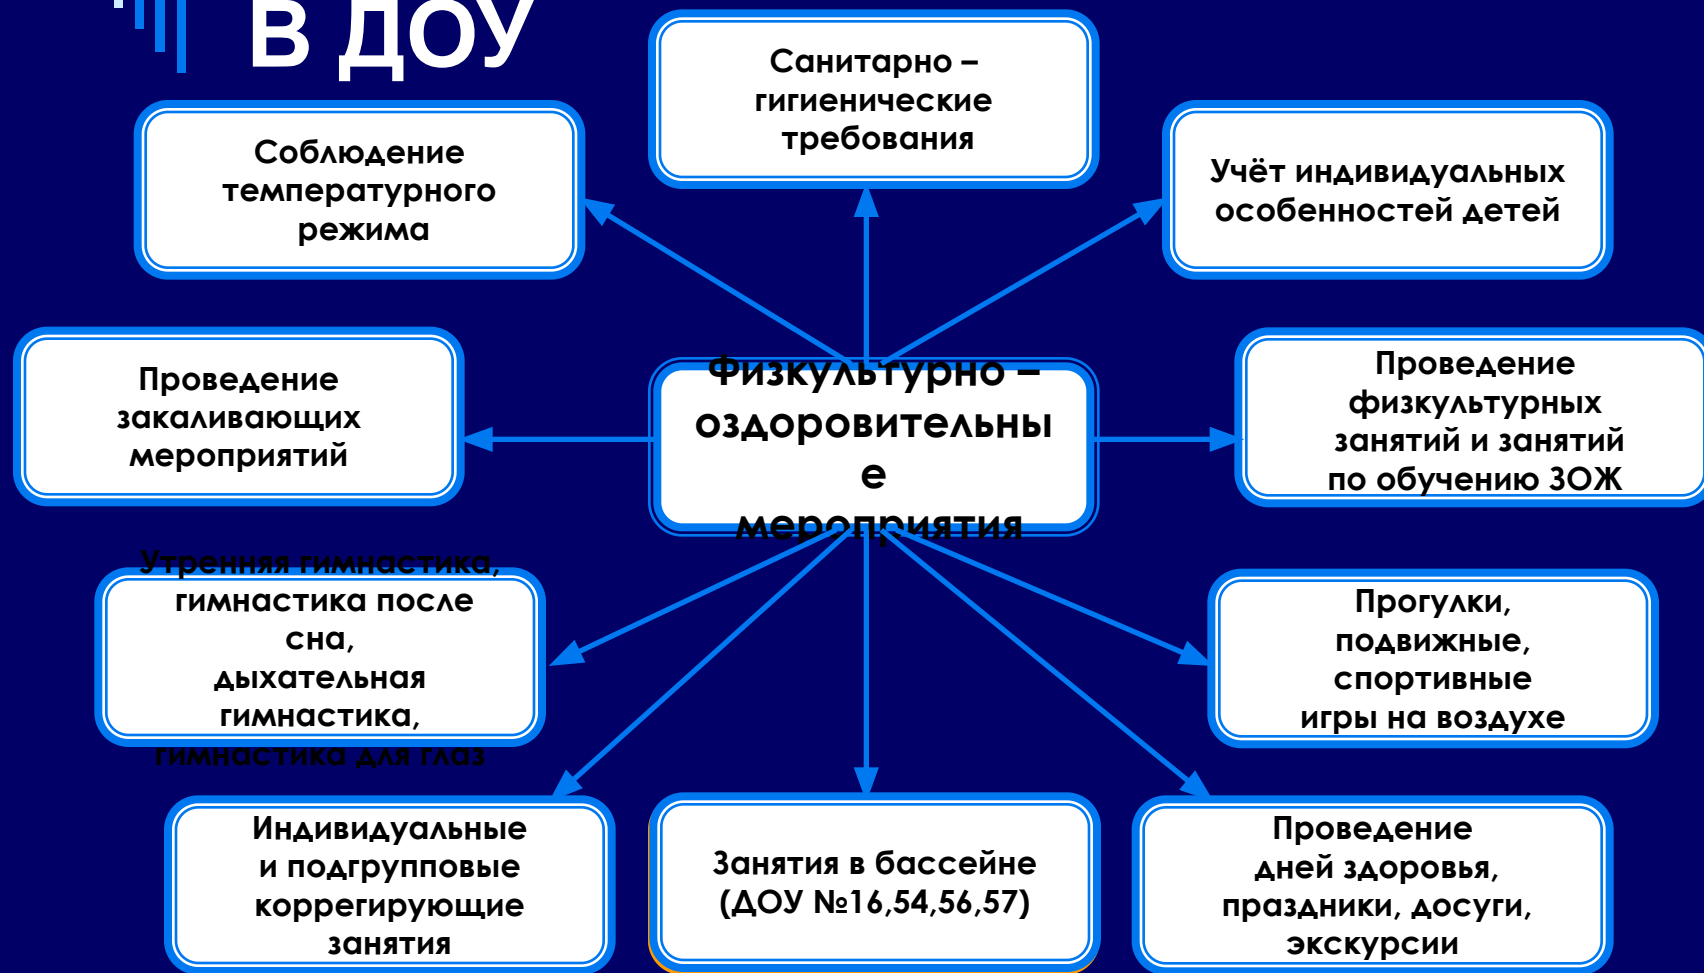 В ДОУ
Санитарно –
гигиенические
требования
Соблюдение
температурного
режима
Учёт индивидуальных
особенностей детей
Проведение
закаливающих
мероприятий
Физкультурно –
оздоровительны
е
мероприятия
Проведение
физкультурных
занятий и занятий
по обучению ЗОЖ
Утренняя гимнастика,
гимнастика после
сна,
дыхательная
гимнастика,
гимнастика для глаз
Прогулки,
подвижные,
спортивные
игры на воздухе
Индивидуальные
и подгрупповые
коррегирующие
занятия
Занятия в бассейне
(ДОУ №16,54,56,57)
Проведение
дней здоровья,
праздники, досуги,
экскурсии